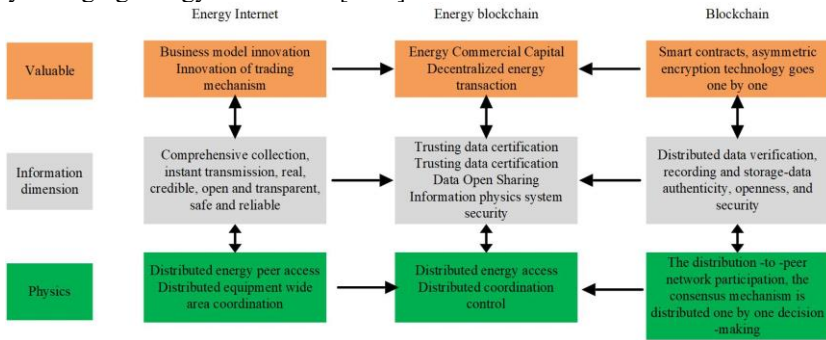 Energy Internet
Energy blockchain
Blockchain
Valuable
Business model innovation
Innovation of trading
mechanism
Energy Commercial Capital
Decentralized energy
transaction
Smart contracts, asymmetric
encryption technology goes
one by one
Information
dimension
Comprehensive collection,
instant transmission, real,
credible, open and transparent,
safe and reliable
Trusting data certification
Trusting data certification
Data Open Sharing
Information physics system
security
Distributed data verification,
recording and storage-data
authenticity, openness, and
security
Physics
Distributed energy peer access
Distributed equipment wide
area coordination
Distributed energy access
Distributed coordination
control
The distribution -to -peer
network participation, the
consensus mechanism is
distributed one by one decision
-making